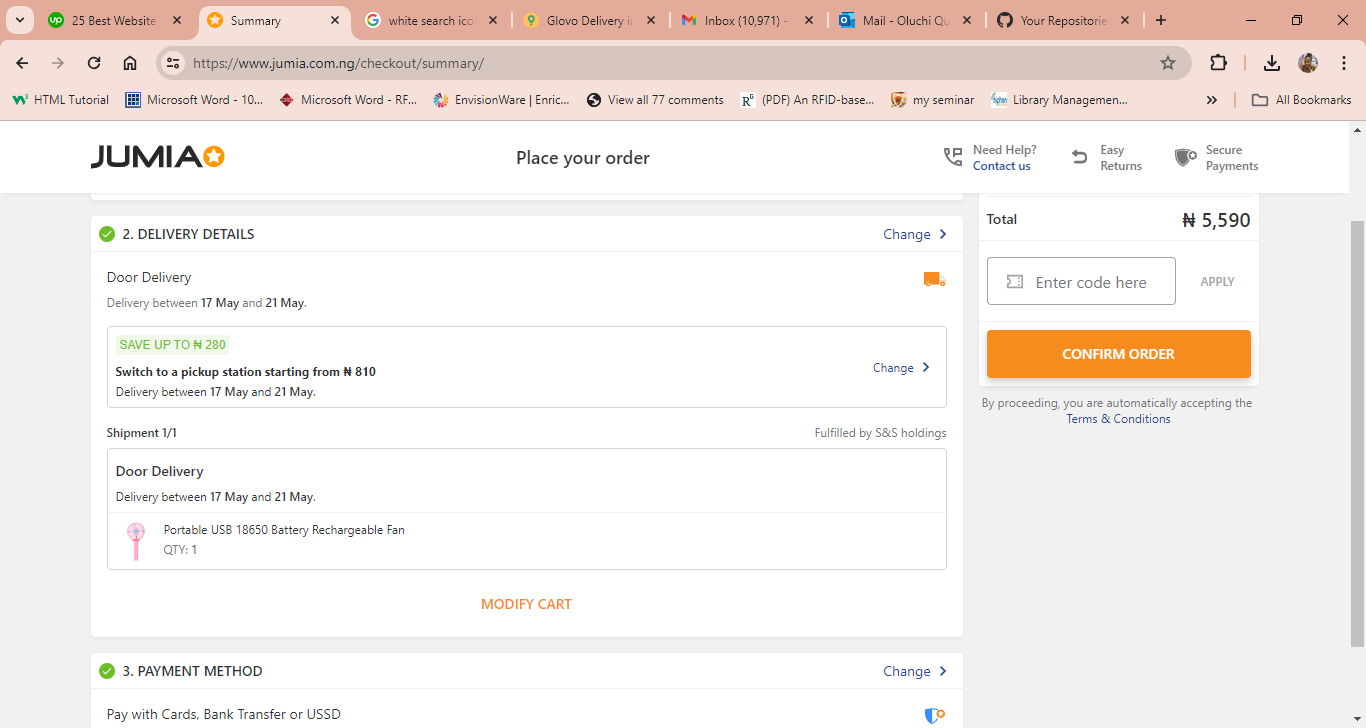 25 Best Website
Summary
white search ico
Glovo Delivery in
Inbox (10,971) -
Mail - Oluchi Qu
Your Repositorie
https://www.jumia.com.ng/checkout/summary/
HTML Tutorial
Microsoft Word - 10...
Microsoft Word - RF...
EnvisionWare | Enric...
View all 77 comments
(PDF) An RFID-base...
my seminar
Library Managemen...
All Bookmarks
JUMIA
Place your order
Need Help?
Contact us
Easy
Returns
Secure
Payments
2. DELIVERY DETAILS
Change
Door Delivery
Delivery between 17 May and 21 May.
SAVE UP TO ₦ 280
Switch to a pickup station starting from ₦ 810
Delivery between 17 May and 21 May.
Change
Shipment 1/1
Fulfilled by S&S holdings
Door Delivery
Delivery between 17 May and 21 May.
Portable USB 18650 Battery Rechargeable Fan
QTY: 1
MODIFY CART
3. PAYMENT METHOD
Change
Pay with Cards, Bank Transfer or USSD
Total
₦ 5,590
Enter code here
APPLY
CONFIRM ORDER
By proceeding, you are automatically accepting the
Terms & Conditions